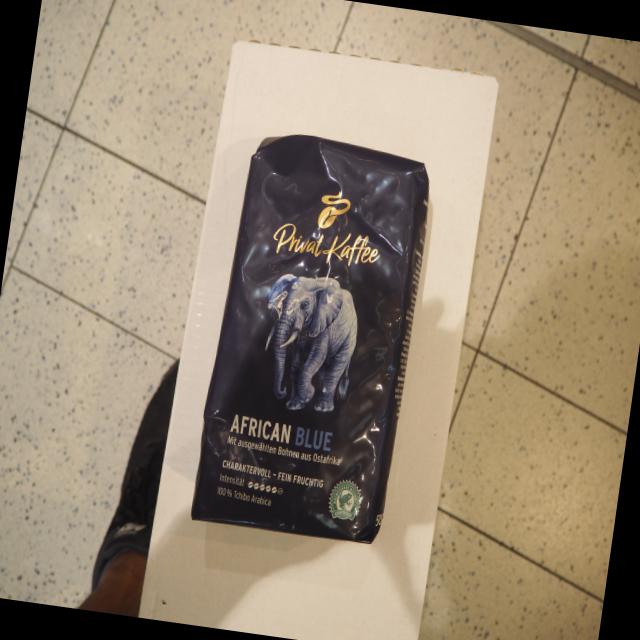 Privat Kaffee
AFRICAN BLUE
Mit ausgewählten Bohnen aus Ostafrika
CHARAKTERVOLL - FEIN FRUCHTIG
Intensität
100 % Tchibo Arabica